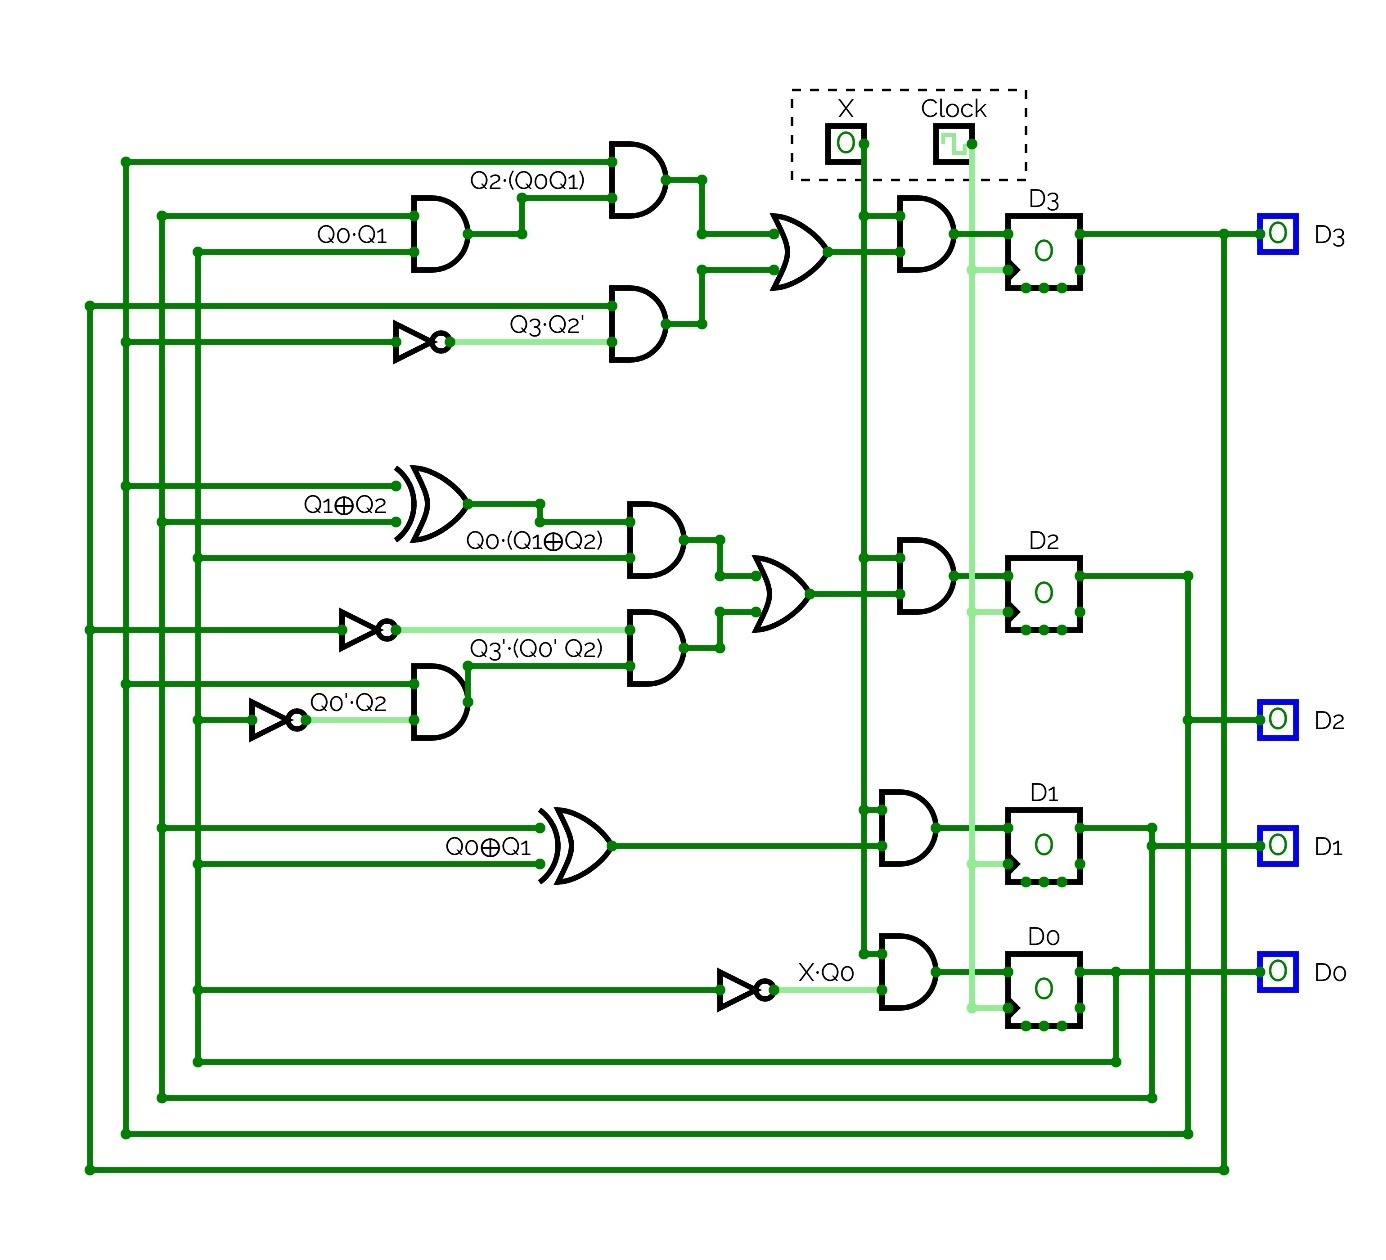 X Clock
0
Q2·(Q0Q1)
D3
Q0·Q1
0 0 D3
Q3·Q2'
Q1⊕Q2
Q0·(Q1⊕Q2) D2
0
Q3'·(Q0' Q2)
Q0'·Q2
0 D2
D1
Q0⊕Q1 0 0 D1
D0
X·Q0 0 D0
0